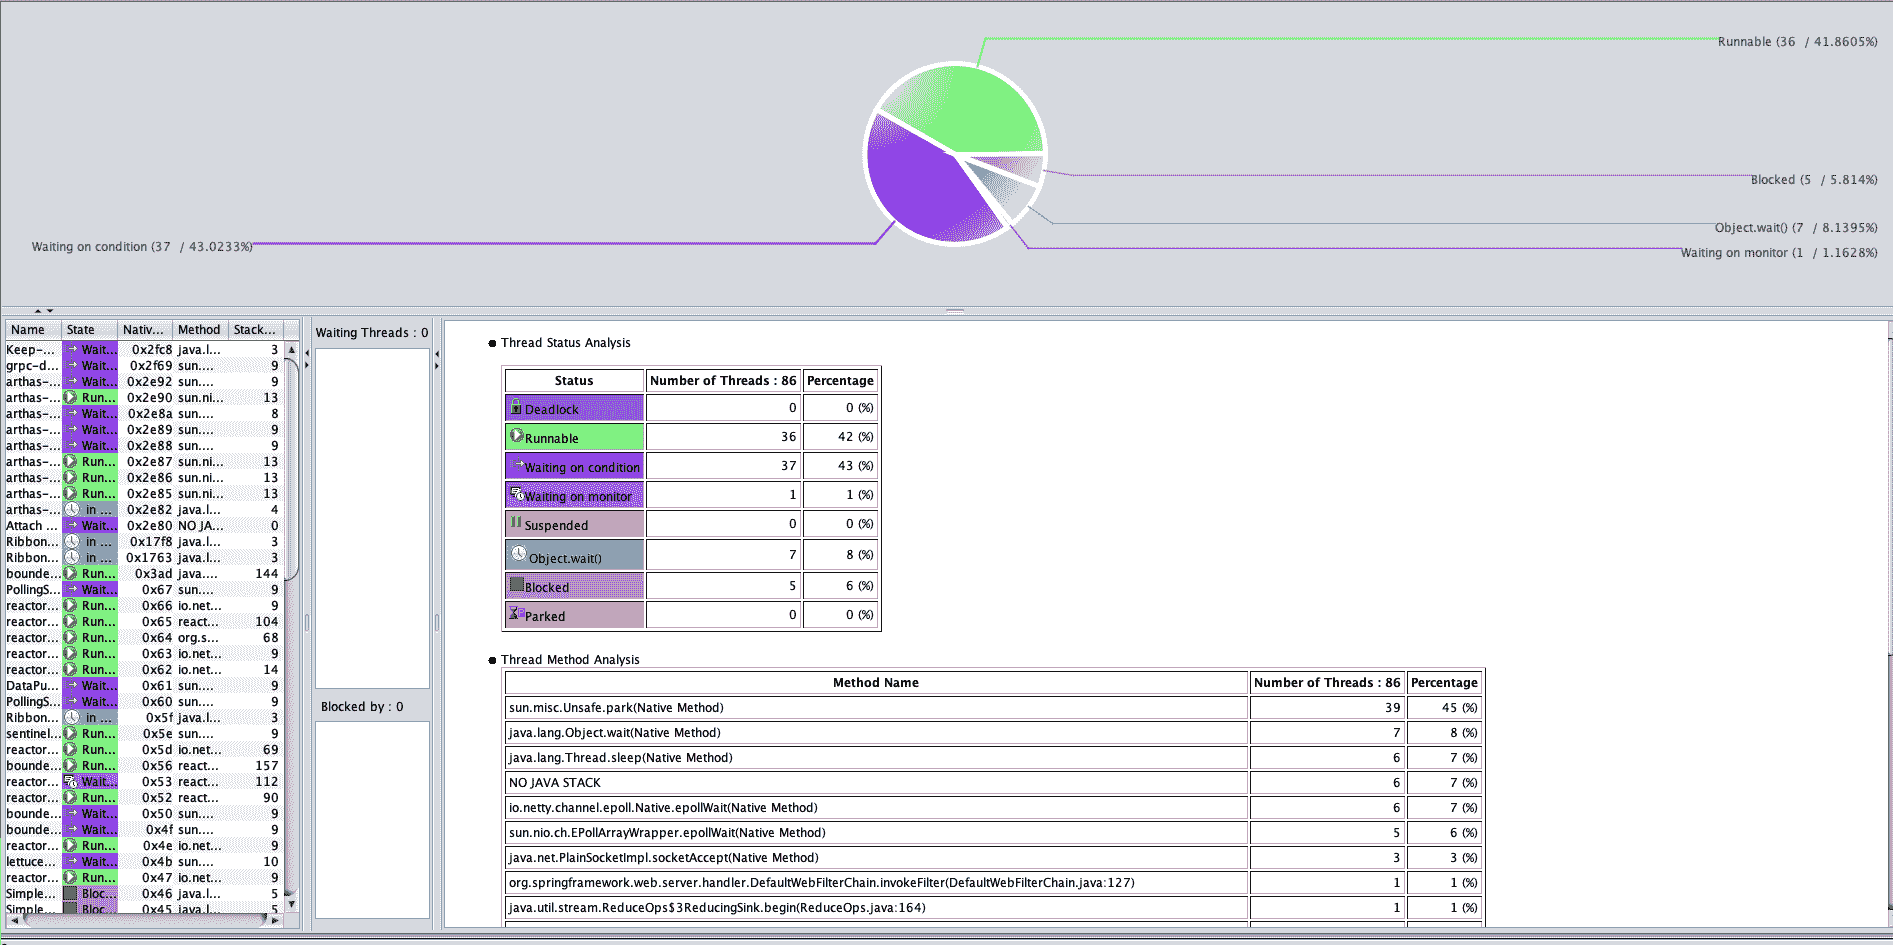 Runnable (36 / 41.8605%)
Blocked (5 / 5.814%)
Object.wait() (7 / 8.1395%)
Waiting on condition (37 / 43.0233%)
Waiting on monitor (1 / 1.1628%)
Name State Nativ... Method Stack...
Keep-... Wait... 0x2fc8 java.l... 3
grpc-d... Wait... 0x2f69 sun.... 9
arthas-... Wait... 0x2e92 sun.... 9
arthas-... Run... 0x2e90 sun.ni... 13
arthas-... Wait... 0x2e8a sun.... 8
arthas-... Wait... 0x2e89 sun.... 9
arthas-... Wait... 0x2e88 sun.... 9
arthas-... Run... 0x2e87 sun.ni... 13
arthas-... Run... 0x2e86 sun.ni... 13
arthas-... Run... 0x2e85 sun.ni... 13
arthas-... in ... 0x2e82 java.l... 4
Attach ... Wait... 0x2e80 NO JA... 0
Ribbon... in ... 0x17f8 java.l... 3
Ribbon... in ... 0x1763 java.l... 3
bounde... Run... 0x3ad java.... 144
PollingS... Wait... 0x67 sun.... 9
reactor... Run... 0x66 io.net... 9
reactor... Run... 0x65 react... 104
reactor... Run... 0x64 org.s... 68
reactor... Run... 0x63 io.net... 9
reactor... Run... 0x62 io.net... 14
DataPu... Wait... 0x61 sun.... 9
PollingS... Wait... 0x60 sun.... 9
Ribbon... in ... 0x5f java.l... 3
sentinel... Run... 0x5e sun.... 9
reactor... Run... 0x5d io.net... 69
bounde... Run... 0x56 react... 157
reactor... Wait... 0x53 react... 112
reactor... Run... 0x52 react... 90
bounde... Wait... 0x50 sun.... 9
bounde... Wait... 0x4f sun.... 9
reactor... Run... 0x4e io.net... 9
lettuce... Wait... 0x4b sun.... 10
reactor... Run... 0x47 io.net... 9
Simple... Bloc... 0x46 java.l... 5
Simple... Bloc... 0x45 java.l... 5
Waiting Threads : 0
Blocked by : 0
Thread Status Analysis
Status Number of Threads : 86 Percentage
Deadlock 0 0 (%)
Runnable 36 42 (%)
Waiting on condition 37 43 (%)
Waiting on monitor 1 1 (%)
Suspended 0 0 (%)
Object.wait() 7 8 (%)
Blocked 5 6 (%)
Parked 0 0 (%)
Thread Method Analysis
Method Name Number of Threads : 86 Percentage
sun.misc.Unsafe.park(Native Method) 39 45 (%)
java.lang.Object.wait(Native Method) 7 8 (%)
java.lang.Thread.sleep(Native Method) 6 7 (%)
NO JAVA STACK 6 7 (%)
io.netty.channel.epoll.Native.epollWait(Native Method) 6 7 (%)
sun.nio.ch.EPollArrayWrapper.epollWait(Native Method) 5 6 (%)
java.net.PlainSocketImpl.socketAccept(Native Method) 3 3 (%)
org.springframework.web.server.handler.DefaultWebFilterChain.invokeFilter(DefaultWebFilterChain.java:127) 1 1 (%)
java.util.stream.ReduceOps$3ReducingSink.begin(ReduceOps.java:164) 1 1 (%)